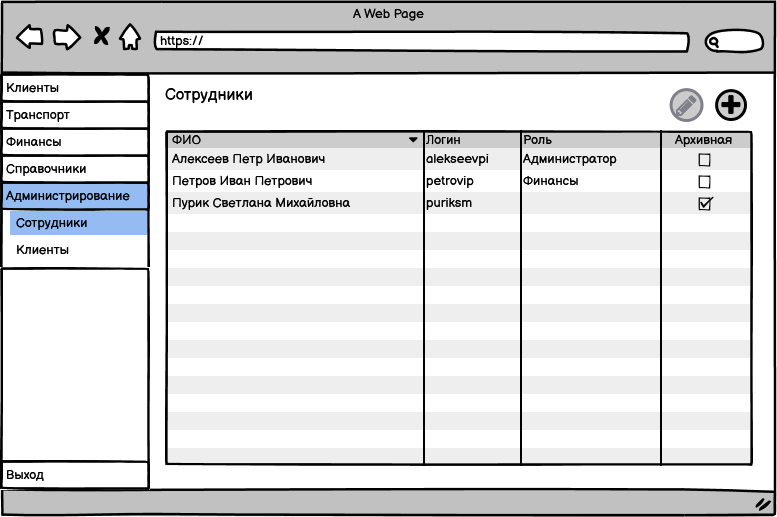 A Web Page
https://
Клиенты
Транспорт
Финансы
Справочники
Администрирование
Сотрудники
Клиенты
Выход
Сотрудники
ФИО Логин Роль Архивная
Алексеев Петр Иванович alekseevpi Администратор
Петров Иван Петрович petrovip Финансы
Пурик Светлана Михайловна puriksm